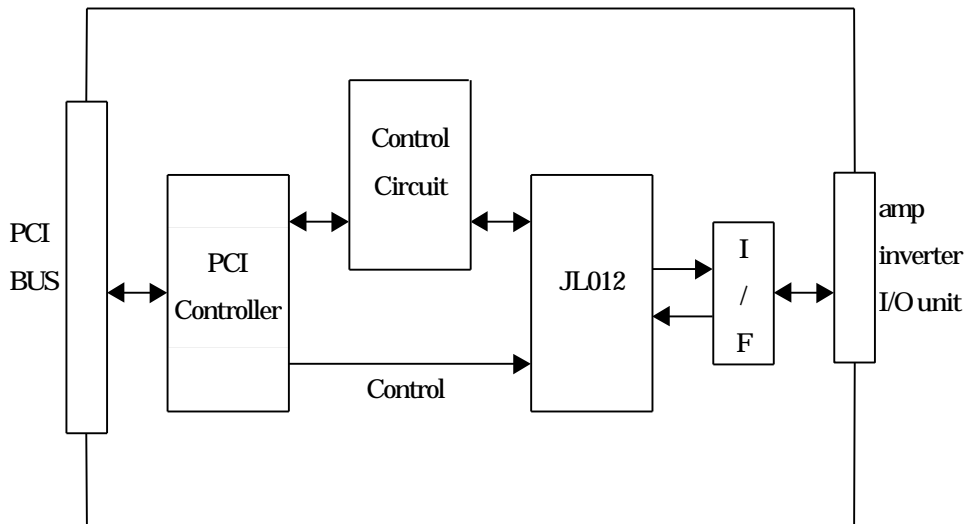 PCI
BUS
PCI
Controller
Control
Circuit
Control
JL012
I
/
F
amp
inverter
I/O unit